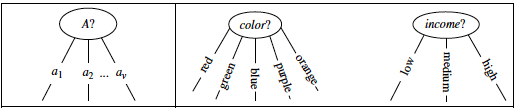 A?
a1 a2 ... av
color?
red green blue purple orange
income?
low medium high